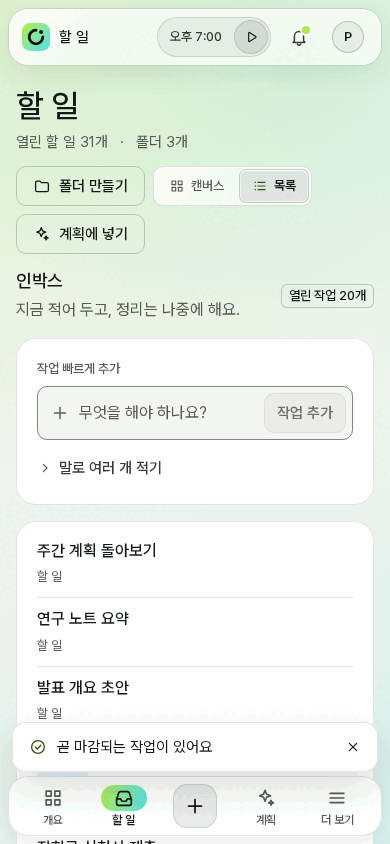 할 일
오후 7:00
P
할 일
열린 할 일 31개 · 폴더 3개
폴더 만들기
캔버스
목록
계획에 넣기
인박스
지금 적어 두고, 정리는 나중에 해요.
열린 작업 20개
작업 빠르게 추가
무엇을 해야 하나요?
작업 추가
말로 여러 개 적기
주간 계획 돌아보기
할 일
연구 노트 요약
할 일
발표 개요 초안
할 일
곧 마감되는 작업이 있어요
개요
할 일
계획
더 보기